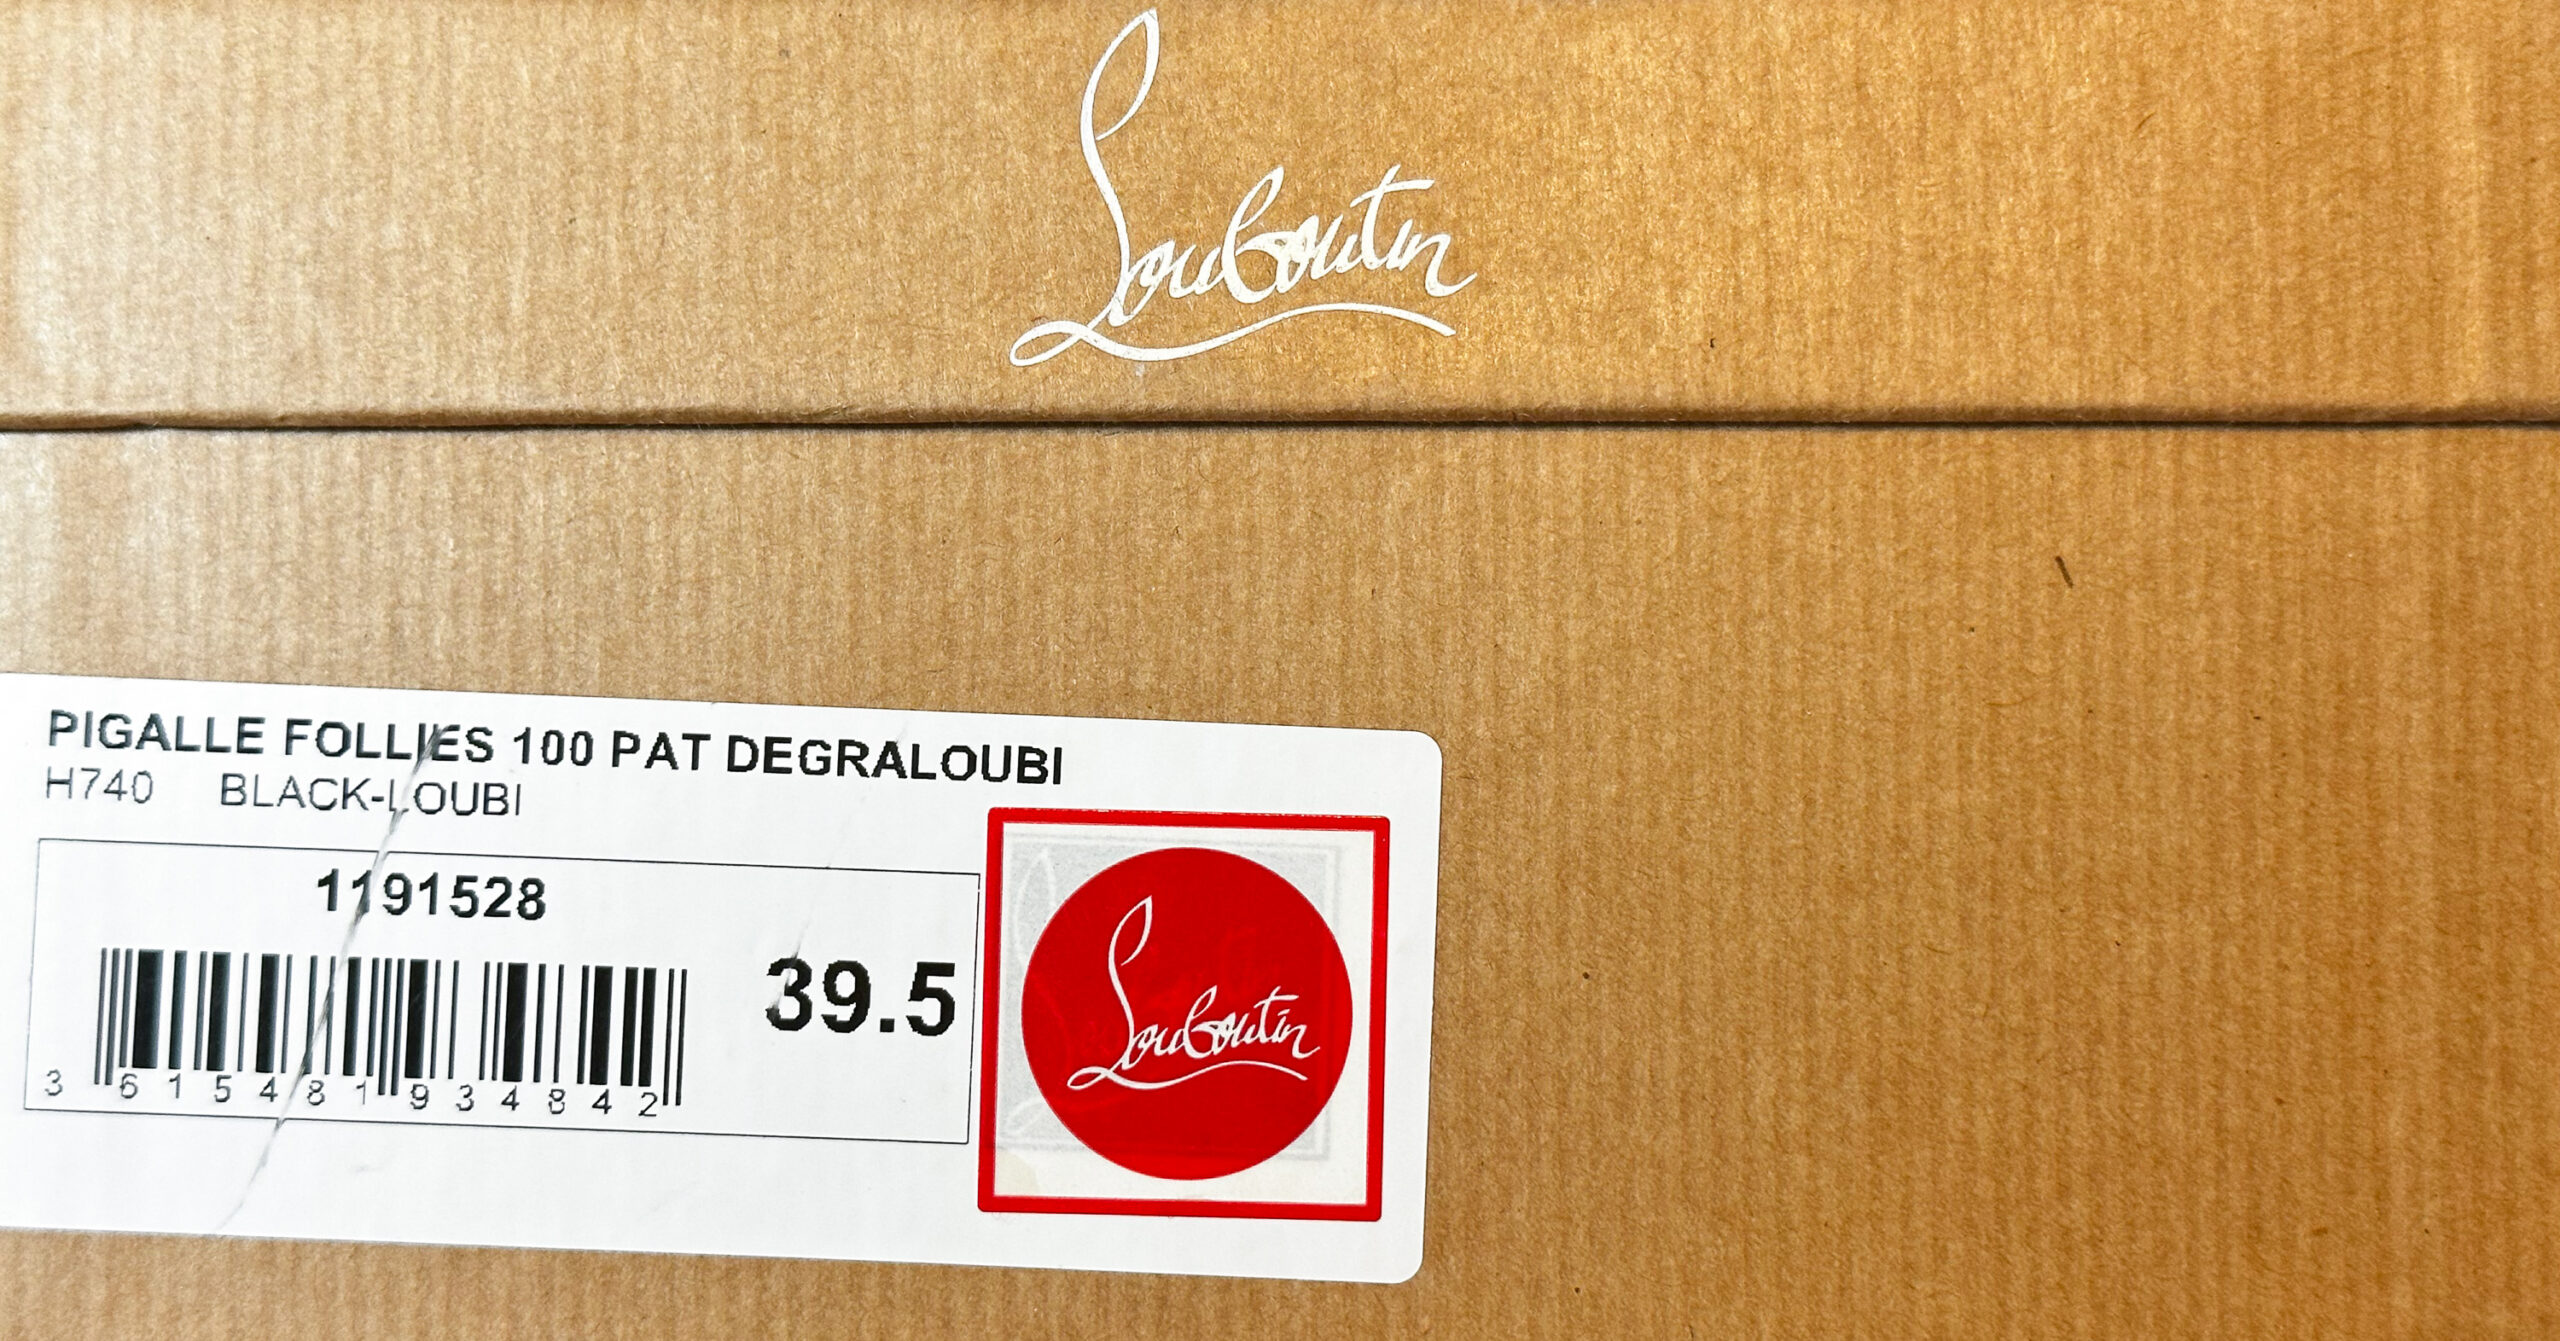 Louboutin
PIGALLE FOLLIES 100 PAT DEGRALOUBI
H740 BLACK-LOUBI
1191528
39.5
3 615481 934842
Louboutin